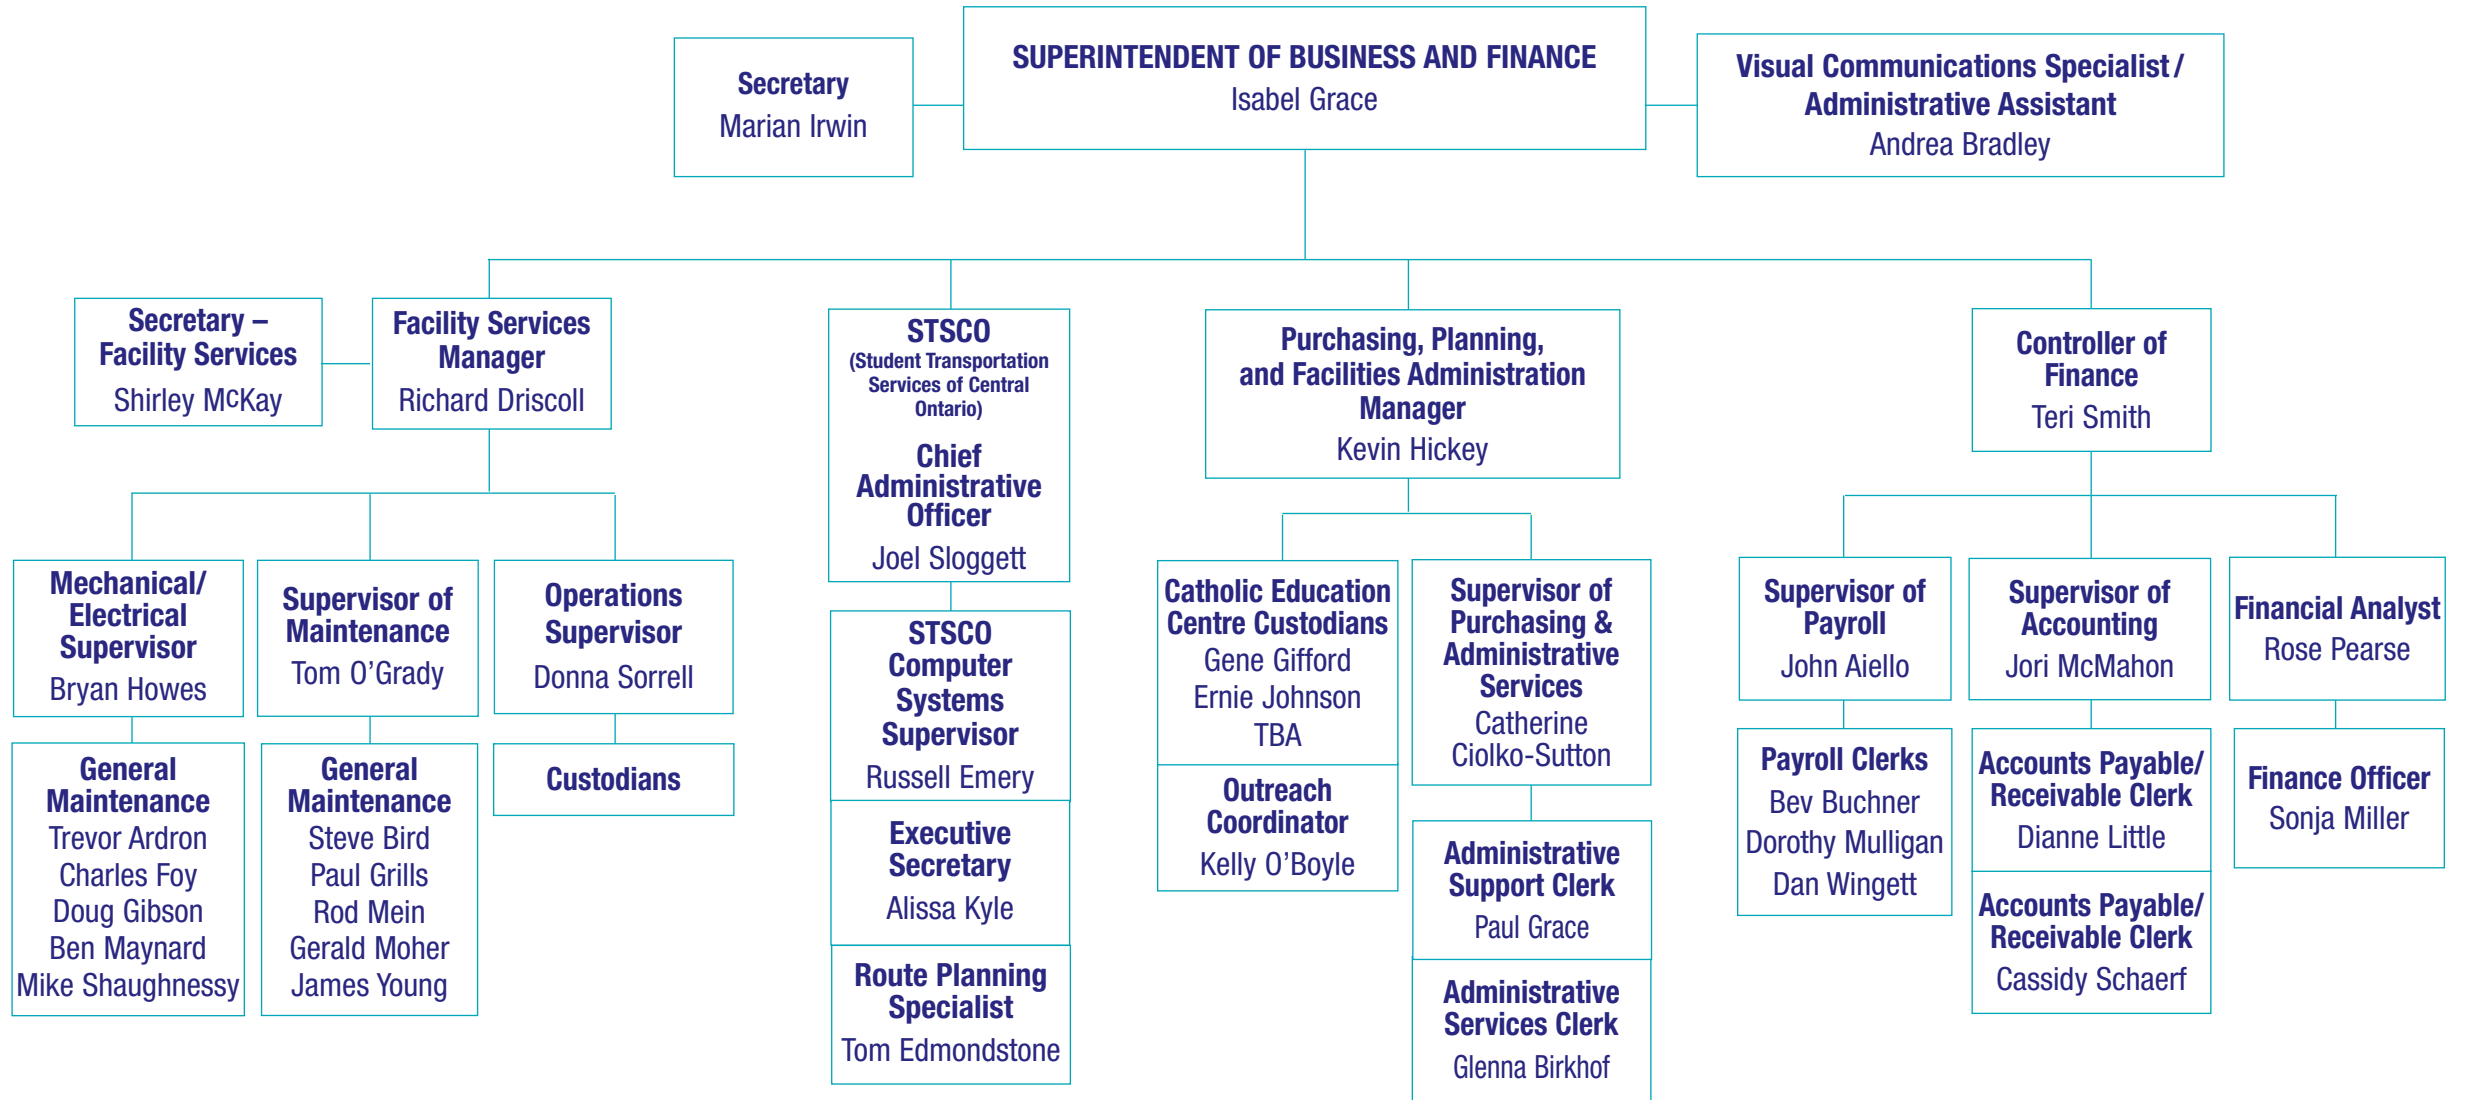 SUPERINTENDENT OF BUSINESS AND FINANCE
Isabel Grace
Secretary
Marian Irwin
Visual Communications Specialist/
Administrative Assistant
Andrea Bradley
Secretary –
Facility Services
Shirley McKay
Facility Services
Manager
Richard Driscoll
STSCO
(Student Transportation
Services of Central
Ontario)
Chief
Administrative
Officer
Joel Sloggett
Purchasing, Planning,
and Facilities Administration
Manager
Kevin Hickey
Controller of
Finance
Teri Smith
Mechanical/
Electrical
Supervisor
Bryan Howes
Supervisor of
Maintenance
Tom O'Grady
Operations
Supervisor
Donna Sorrell
General
Maintenance
Trevor Ardron
Charles Foy
Doug Gibson
Ben Maynard
Mike Shaughnessy
General
Maintenance
Steve Bird
Paul Grills
Rod Mein
Gerald Moher
James Young
Custodians
STSCO
Computer
Systems
Supervisor
Russell Emery
Executive
Secretary
Alissa Kyle
Route Planning
Specialist
Tom Edmondstone
Catholic Education
Centre Custodians
Gene Gifford
Ernie Johnson
TBA
Outreach
Coordinator
Kelly O'Boyle
Supervisor of
Purchasing &
Administrative
Services
Catherine
Ciolko-Sutton
Administrative
Support Clerk
Paul Grace
Administrative
Services Clerk
Glenna Birkhof
Supervisor of
Payroll
John Aiello
Payroll Clerks
Bev Buchner
Dorothy Mulligan
Dan Wingett
Supervisor of
Accounting
Jori McMahon
Accounts Payable/
Receivable Clerk
Dianne Little
Accounts Payable/
Receivable Clerk
Cassidy Schaerf
Financial Analyst
Rose Pearse
Finance Officer
Sonja Miller